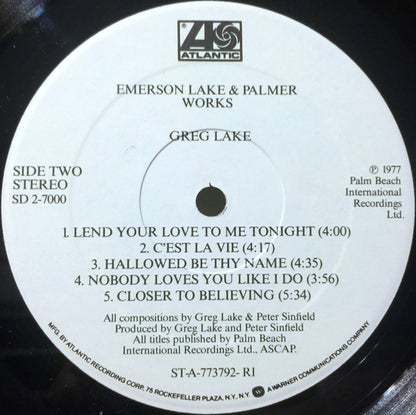 ATLANTIC
EMERSON LAKE & PALMER
WORKS
GREG LAKE
SIDE TWO
STEREO
SD 2-7000
℗ 1977
Palm Beach
International
Recordings
Ltd.
1. LEND YOUR LOVE TO ME TONIGHT (4:00)
2. C'EST LA VIE (4:17)
3. HALLOWED BE THY NAME (4:35)
4. NOBODY LOVES YOU LIKE I DO (3:56)
5. CLOSER TO BELIEVING (5:34)
All compositions by Greg Lake & Peter Sinfield
Produced by Greg Lake and Peter Sinfield
All titles published by Palm Beach
International Recordings Ltd., ASCAP.
ST-A-773792- RI
MFG. BY ATLANTIC RECORDING CORP., 75 ROCKEFELLER PLAZA, N.Y., N.Y. A WARNER COMMUNICATIONS COMPANY